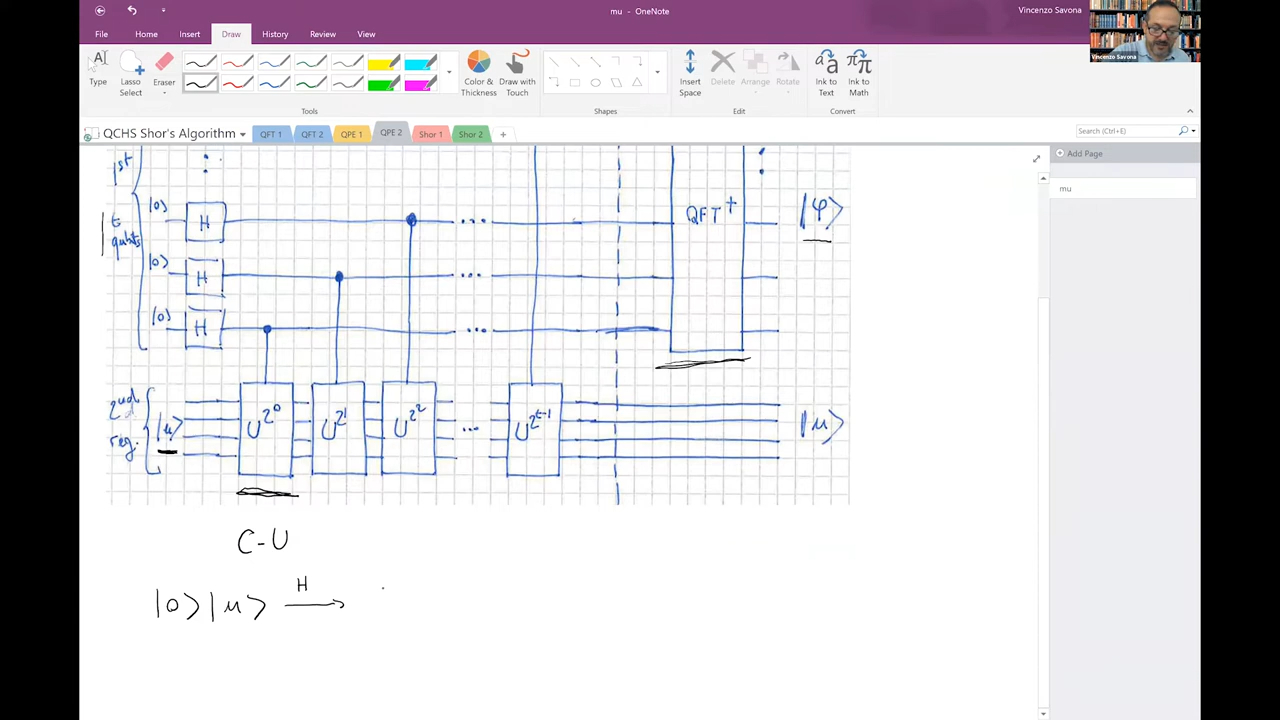 mu - OneNote
Vincenzo Savona
File Home Insert Draw History Review View
Type
Lasso Select
Eraser
Color & Thickness
Draw with Touch
Insert Space
Delete
Arrange
Rotate
Ink to Text
Ink to Math
Tools
Shapes
Edit
Convert
Vincenzo Savona
QCHS Shor's Algorithm
QFT 1
QFT 2
QPE 1
QPE 2
Shor 1
Shor 2
Search (Ctrl+E)
Add Page
mu
1st
t qubits
|0> H
|0> H
|0> H
...
...
...
QFT†
|φ>
2nd reg.
|u> U^2^0 U^2^1 U^2^2 ... U^2^t-1 |u>
C-U
|0>|u> H →